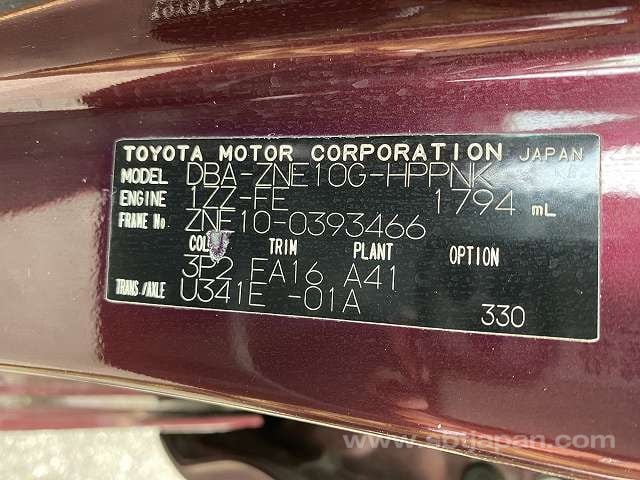 TOYOTA MOTOR CORPORATION JAPAN
MODEL DBA-ZNE10G-HPPNK
ENGINE 1ZZ-FE 1794 mL
FRAME No. ZNE10-0393466
TRIM PLANT OPTION
3P2 FA16 A41
TRANS./AXLE U341E -01A
330
www.sbtjapan.com